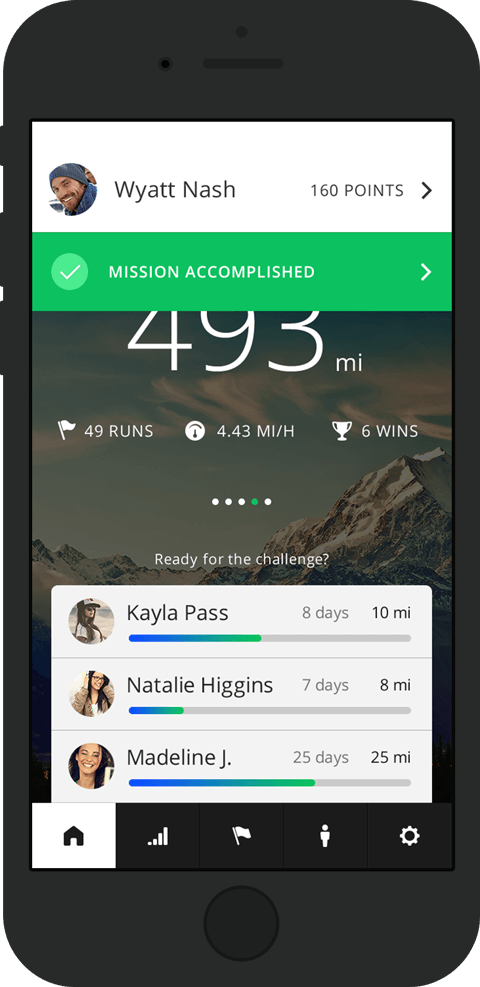 Wyatt Nash 160 POINTS
MISSION ACCOMPLISHED
493 mi
49 RUNS 4.43 MI/H 6 WINS
Ready for the challenge?
Kayla Pass 8 days 10 mi
Natalie Higgins 7 days 8 mi
Madeline J. 25 days 25 mi